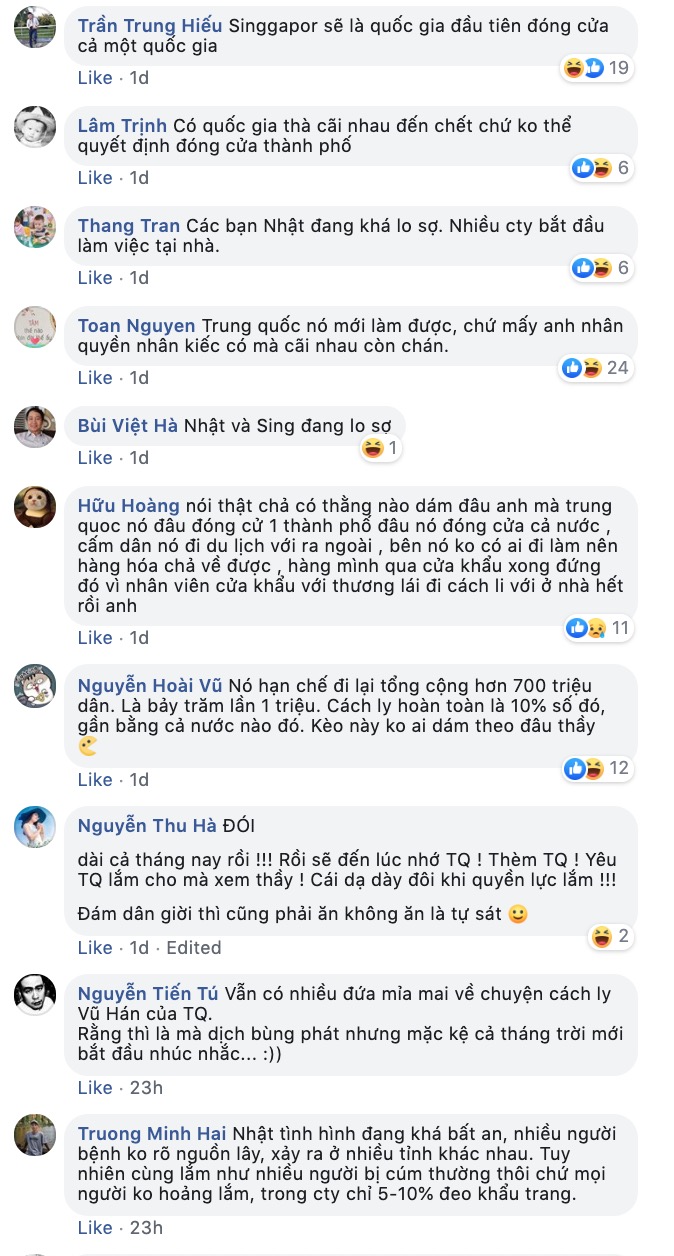 Trần Trung Hiếu Singgapor sẽ là quốc gia đầu tiên đóng cửa
cả một quốc gia
19
Like · 1d
Lâm Trịnh Có quốc gia thà cãi nhau đến chết chứ ko thể
quyết định đóng cửa thành phố
6
Like · 1d
Thang Tran Các bạn Nhật đang khá lo sợ. Nhiều cty bắt đầu
làm việc tại nhà.
6
Like · 1d
Toan Nguyen Trung quốc nó mới làm được, chứ mấy anh nhân
quyền nhân kiếc có mà cãi nhau còn chán.
24
Like · 1d
Bùi Việt Hà Nhật và Sing đang lo sợ
1
Like · 1d
Hữu Hoàng nói thật chả có thằng nào dám đâu anh mà trung
quoc nó đâu đóng cử 1 thành phố đâu nó đóng cửa cả nước ,
cấm dân nó đi du lịch với ra ngoài , bên nó ko có ai đi làm nên
hàng hóa chả về được , hàng mình qua cửa khẩu xong đứng
đó vì nhân viên cửa khẩu với thương lái đi cách li với ở nhà hết
rồi anh
11
Like · 1d
Nguyễn Hoài Vũ Nó hạn chế đi lại tổng cộng hơn 700 triệu
dân. Là bảy trăm lần 1 triệu. Cách ly hoàn toàn là 10% số đó,
gần bằng cả nước nào đó. Kèo này ko ai dám theo đâu thầy
12
Like · 1d
Nguyễn Thu Hà ĐÓI
dài cả tháng nay rồi !!! Rồi sẽ đến lúc nhớ TQ ! Thèm TQ ! Yêu
TQ lắm cho mà xem thầy ! Cái dạ dày đôi khi quyền lực lắm !!!
Đám dân giời thì cũng phải ăn không ăn là tự sát 🙂
2
Like · 1d · Edited
Nguyễn Tiến Tú Vẫn có nhiều đứa mỉa mai về chuyện cách ly
Vũ Hán của TQ.
Rằng thì là mà dịch bùng phát nhưng mặc kệ cả tháng trời mới
bắt đầu nhúc nhắc... :))
Like · 23h
Truong Minh Hai Nhật tình hình đang khá bất an, nhiều người
bệnh ko rõ nguồn lây, xảy ra ở nhiều tỉnh khác nhau. Tuy
nhiên cùng lắm như nhiều người bị cúm thường thôi chứ mọi
người ko hoảng lắm, trong cty chỉ 5-10% đeo khẩu trang.
Like · 23h